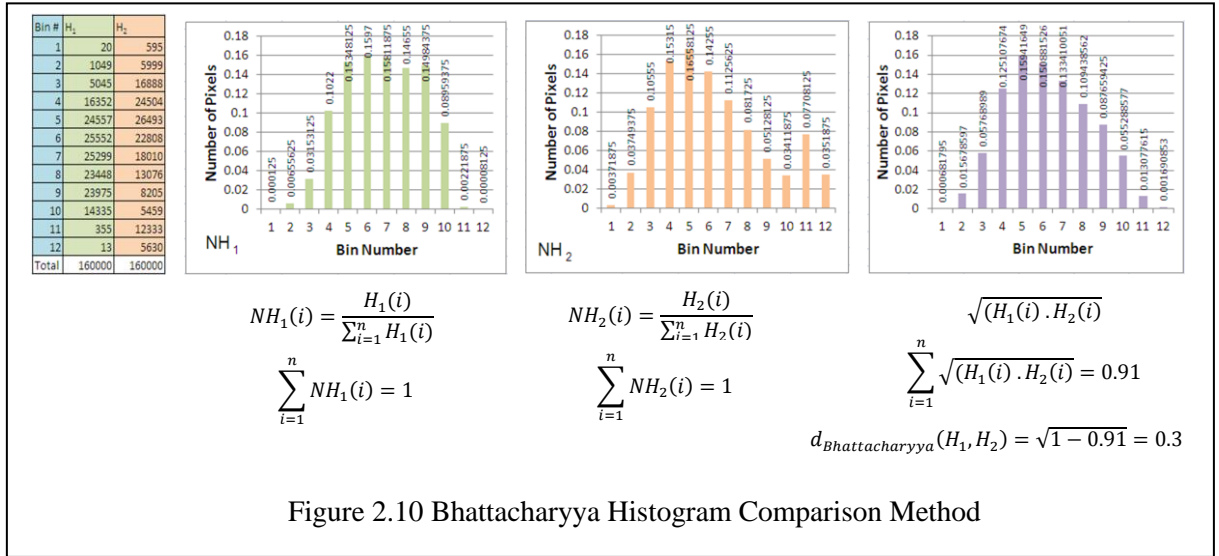 Bin # H₁ H₂
1 20 595
2 1049 5999
3 5045 16888
4 16352 24504
5 24557 26493
6 25552 22808
7 25299 18010
8 23448 13076
9 23975 8205
10 14335 5459
11 355 12333
12 13 5630
Total 160000 160000
Number of Pixels
0.18
0.16
0.14
0.12
0.1
0.08
0.06
0.04
0.02
0
0.000125
0.00655625
0.03153125
0.1022
0.15348125
0.1597
0.15811875
0.14655
0.14984375
0.08959375
0.00221875
0.00008125
1 2 3 4 5 6 7 8 9 10 11 12
NH₁ Bin Number
Number of Pixels
0.18
0.16
0.14
0.12
0.1
0.08
0.06
0.04
0.02
0
0.00371875
0.03749375
0.10555
0.15315
0.16558125
0.14255
0.1125625
0.081725
0.05128125
0.03411875
0.07708125
0.0351875
1 2 3 4 5 6 7 8 9 10 11 12
NH₂ Bin Number
Number of Pixels
0.18
0.16
0.14
0.12
0.1
0.08
0.06
0.04
0.02
0
0.000681795
0.015678597
0.05768989
0.125107674
0.15941649
0.150881526
0.133410051
0.109438562
0.087659425
0.055288577
0.013077615
0.001690853
1 2 3 4 5 6 7 8 9 10 11 12
Bin Number
NH₁(i) = H₁(i) / ∑ⁿᵢ₌₁ H₁(i)
NH₂(i) = H₂(i) / ∑ⁿᵢ₌₁ H₂(i)
√(H₁(i) .H₂(i)
∑ⁿᵢ₌₁ NH₁(i) = 1
∑ⁿᵢ₌₁ NH₂(i) = 1
∑ⁿᵢ₌₁ √(H₁(i) .H₂(i) = 0.91
d_Bhattacharyya(H₁, H₂) = √1 − 0.91 = 0.3
Figure 2.10 Bhattacharyya Histogram Comparison Method